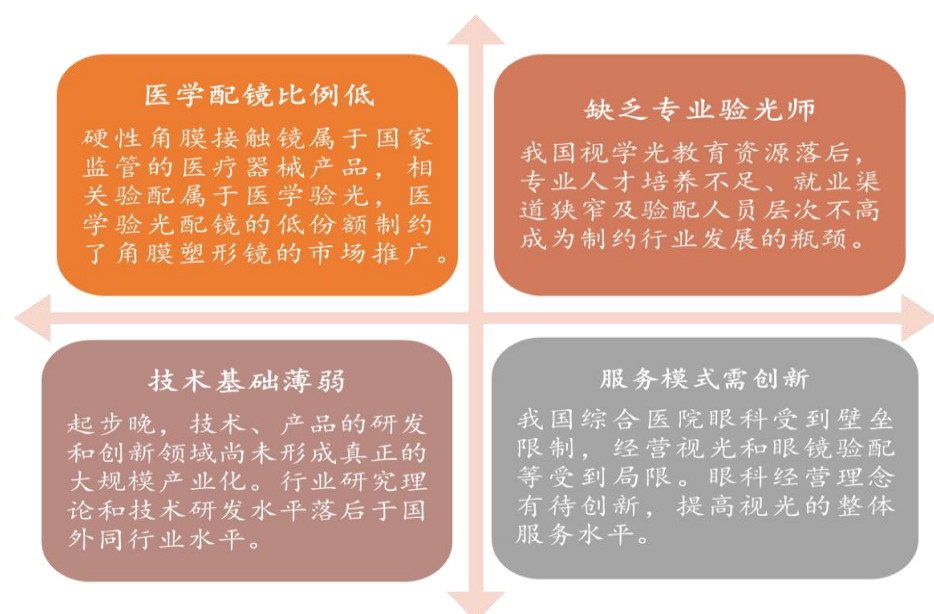 医学配镜比例低
硬性角膜接触镜属于国家
监管的医疗器械产品，相
关验配属于医学验光，医
学验光配镜的低份额制约
了角膜塑形镜的市场推广。
缺乏专业验光师
我国视学光教育资源落后，
专业人才培养不足、就业渠
道狭窄及验配人员层次不高
成为制约行业发展的瓶颈。
技术基础薄弱
起步晚，技术、产品的研发
和创新领域尚未形成真正的
大规模产业化。行业研究理
论和技术研发水平落后于国
外同行业水平。
服务模式需创新
我国综合医院眼科受到壁垒
限制，经营视光和眼镜验配
等受到局限。眼科经营理念
有待创新，提高视光的整体
服务水平。